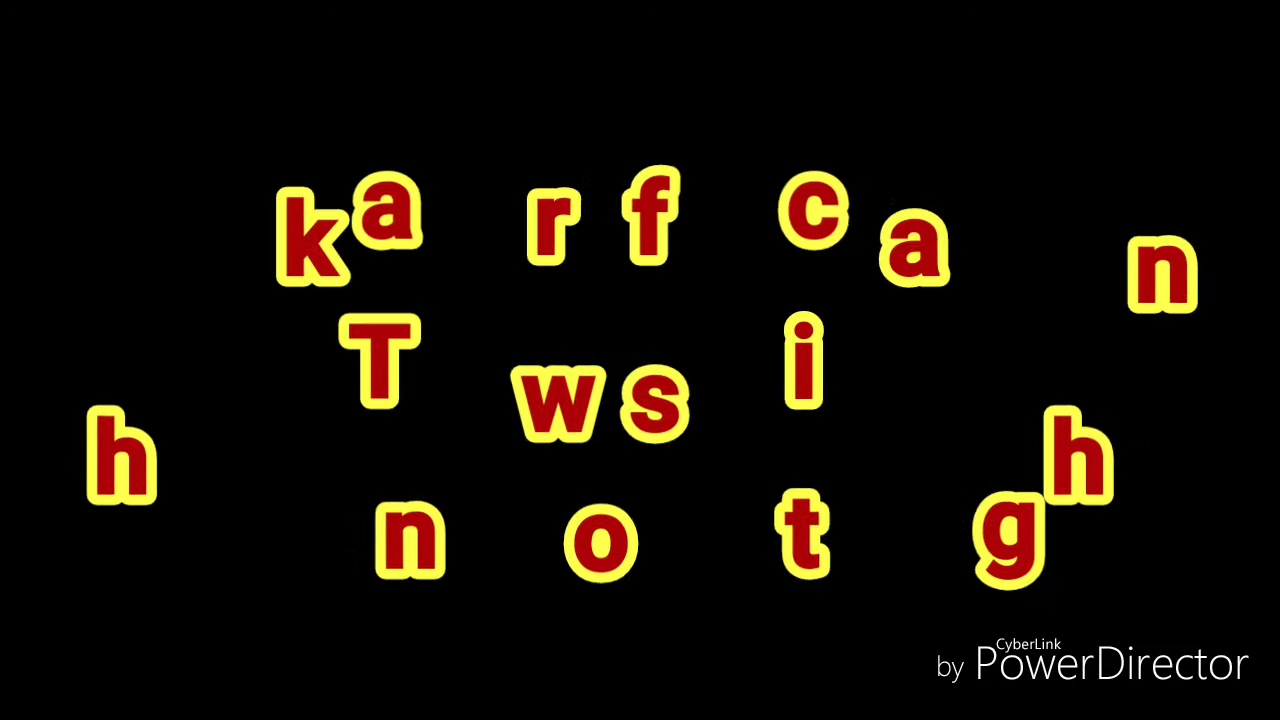 k a r f c a n
T w s i
h h
n o t g
CyberLink
by PowerDirector